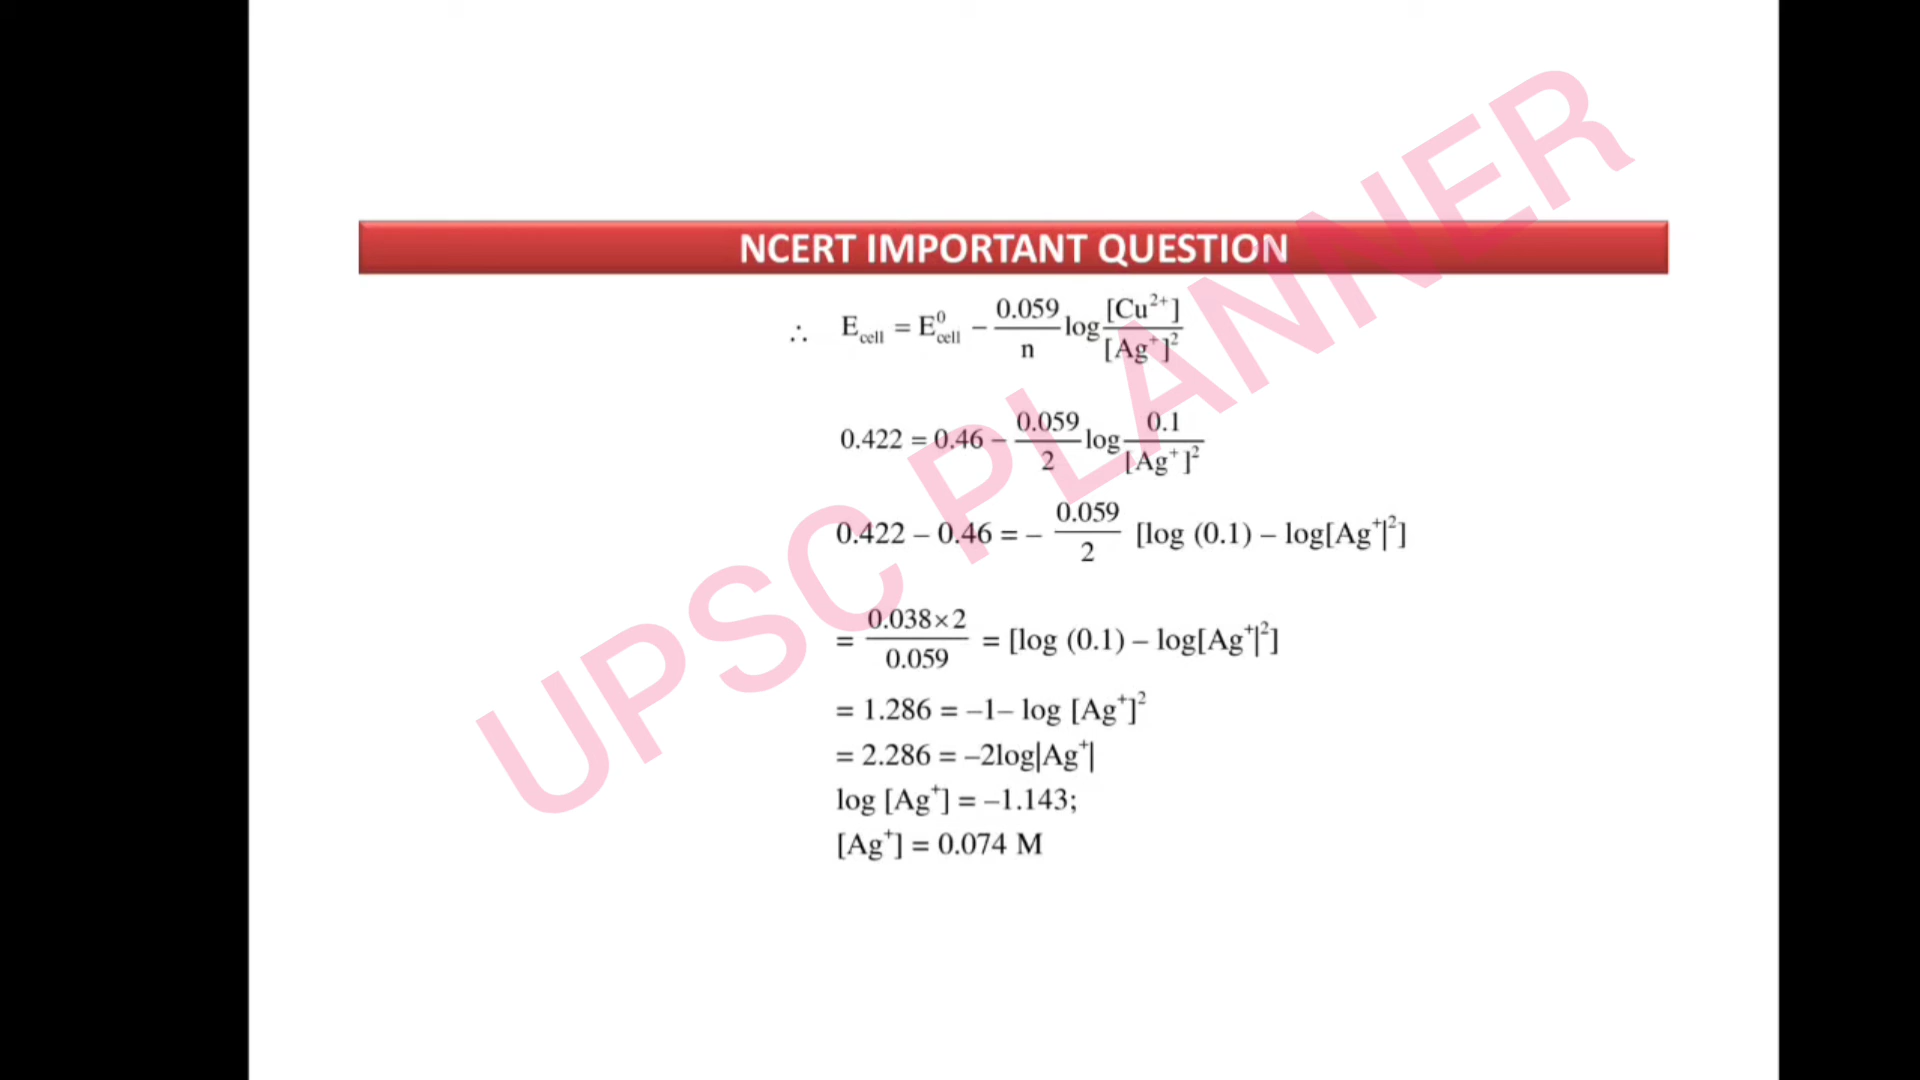 NCERT IMPORTANT QUESTION
∴ E_cell = E⁰_cell – 0.059/n log [Cu²⁺]/[Ag⁺]²
0.422 = 0.46 – 0.059/2 log 0.1/[Ag⁺]²
0.422 – 0.46 = – 0.059/2 [log (0.1) – log[Ag⁺|²]
= 0.038×2/0.059 = [log (0.1) – log[Ag⁺|²]
= 1.286 = –1– log [Ag⁺]²
= 2.286 = –2log|Ag⁺|
log [Ag⁺] = –1.143;
[Ag⁺] = 0.074 M
UPSC PLANNER